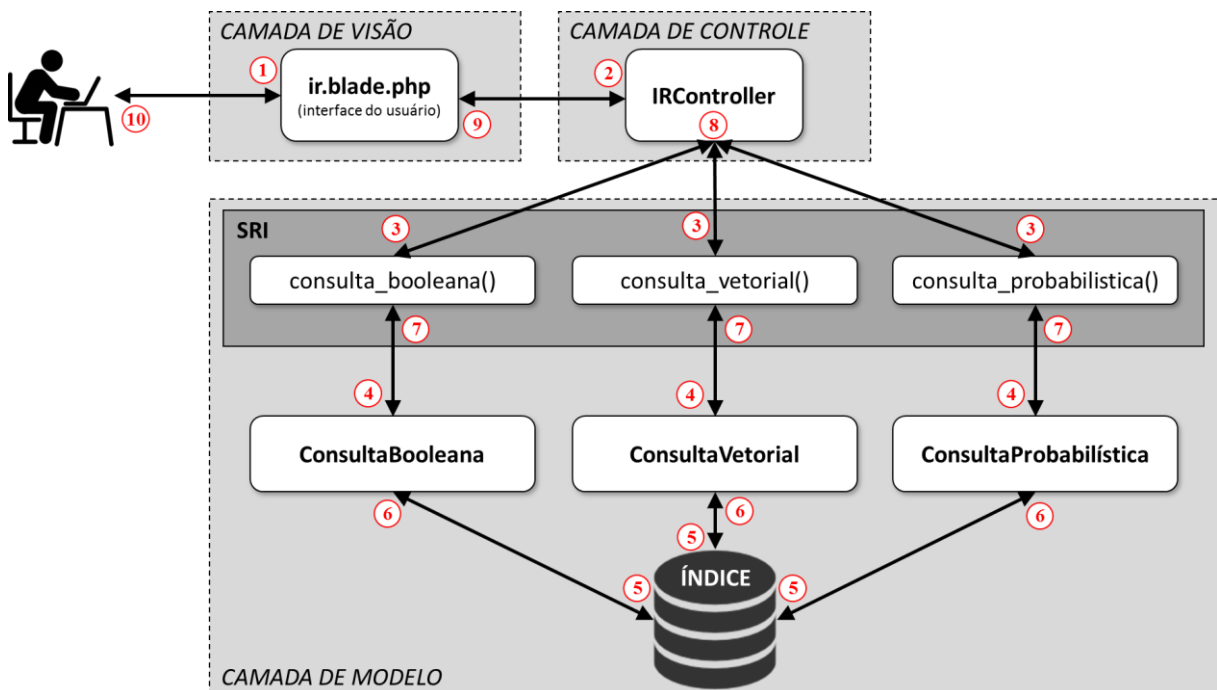 CAMADA DE VISÃO
CAMADA DE CONTROLE
1
ir.blade.php
(interface do usuário)
2
IRController
10
9
8
SRI
3
3
3
consulta_booleana()
consulta_vetorial()
consulta_probabilistica()
7
7
7
4
4
4
ConsultaBooleana
ConsultaVetorial
ConsultaProbabilística
6
6
6
5
5
ÍNDICE
5
CAMADA DE MODELO